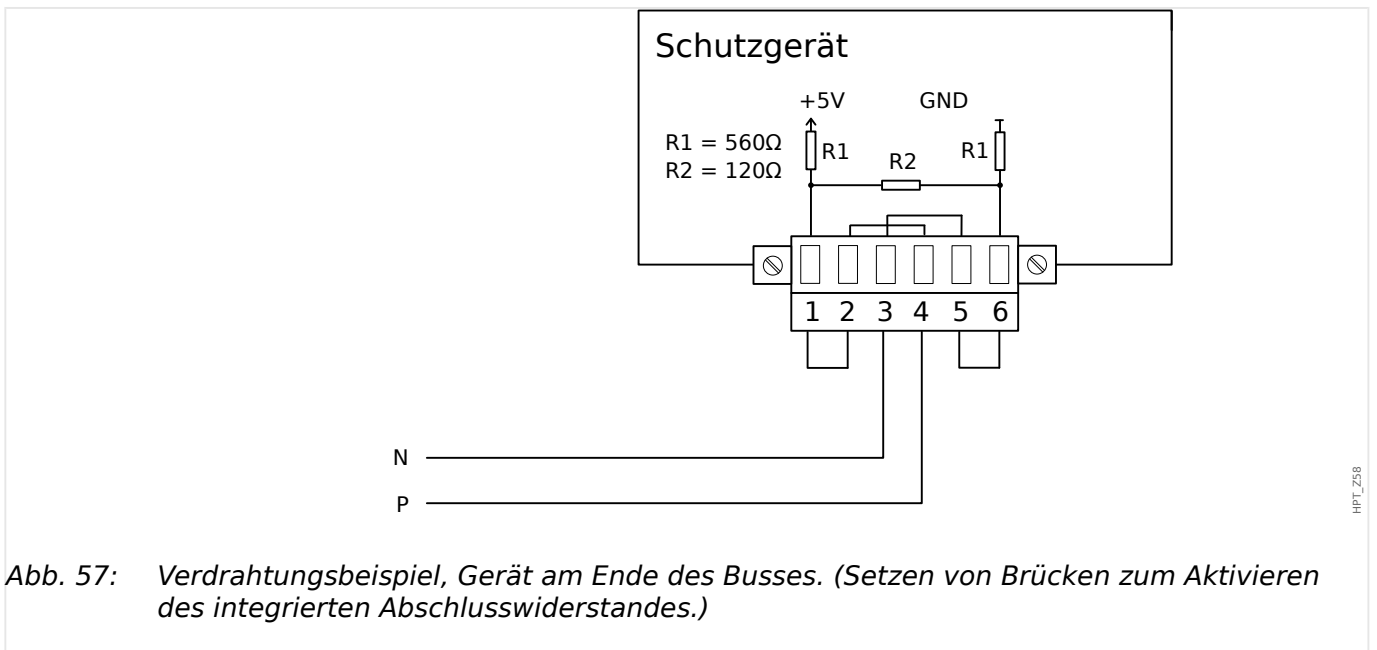 Schutzgerät
+5V GND
R1 = 560Ω
R2 = 120Ω
R1 R2 R1
1 2 3 4 5 6
N
P
HPT_Z58
Abb. 57: Verdrahtungsbeispiel, Gerät am Ende des Busses. (Setzen von Brücken zum Aktivieren
des integrierten Abschlusswiderstandes.)